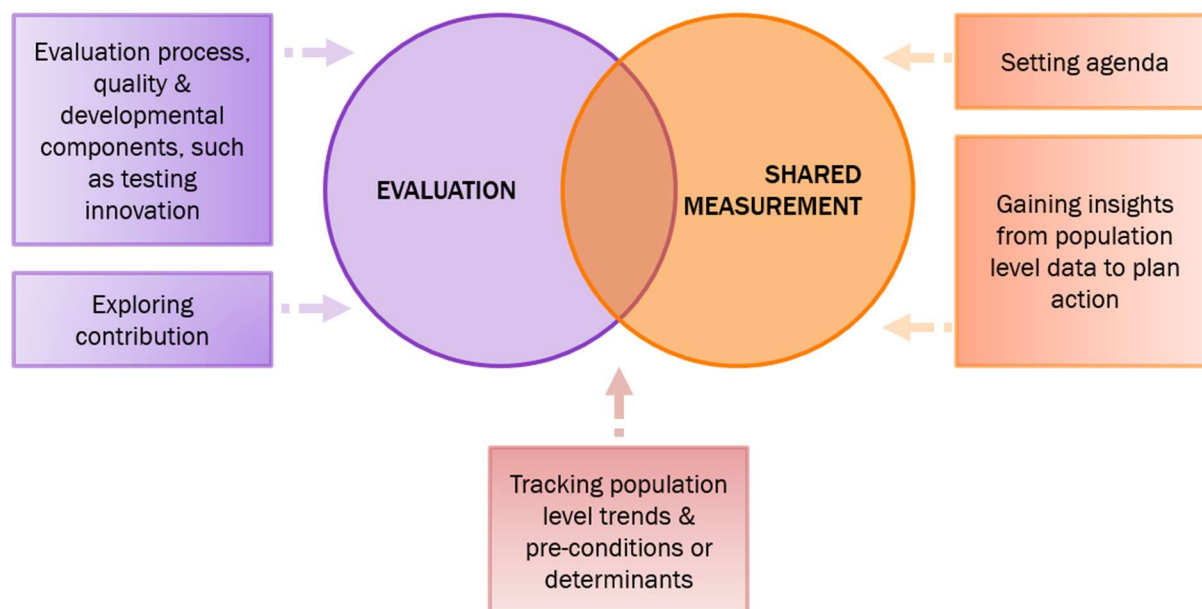 Evaluation process,
quality &
developmental
components, such
as testing
innovation
Exploring
contribution
EVALUATION
SHARED
MEASUREMENT
Setting agenda
Gaining insights
from population
level data to plan
action
Tracking population
level trends &
pre-conditions or
determinants